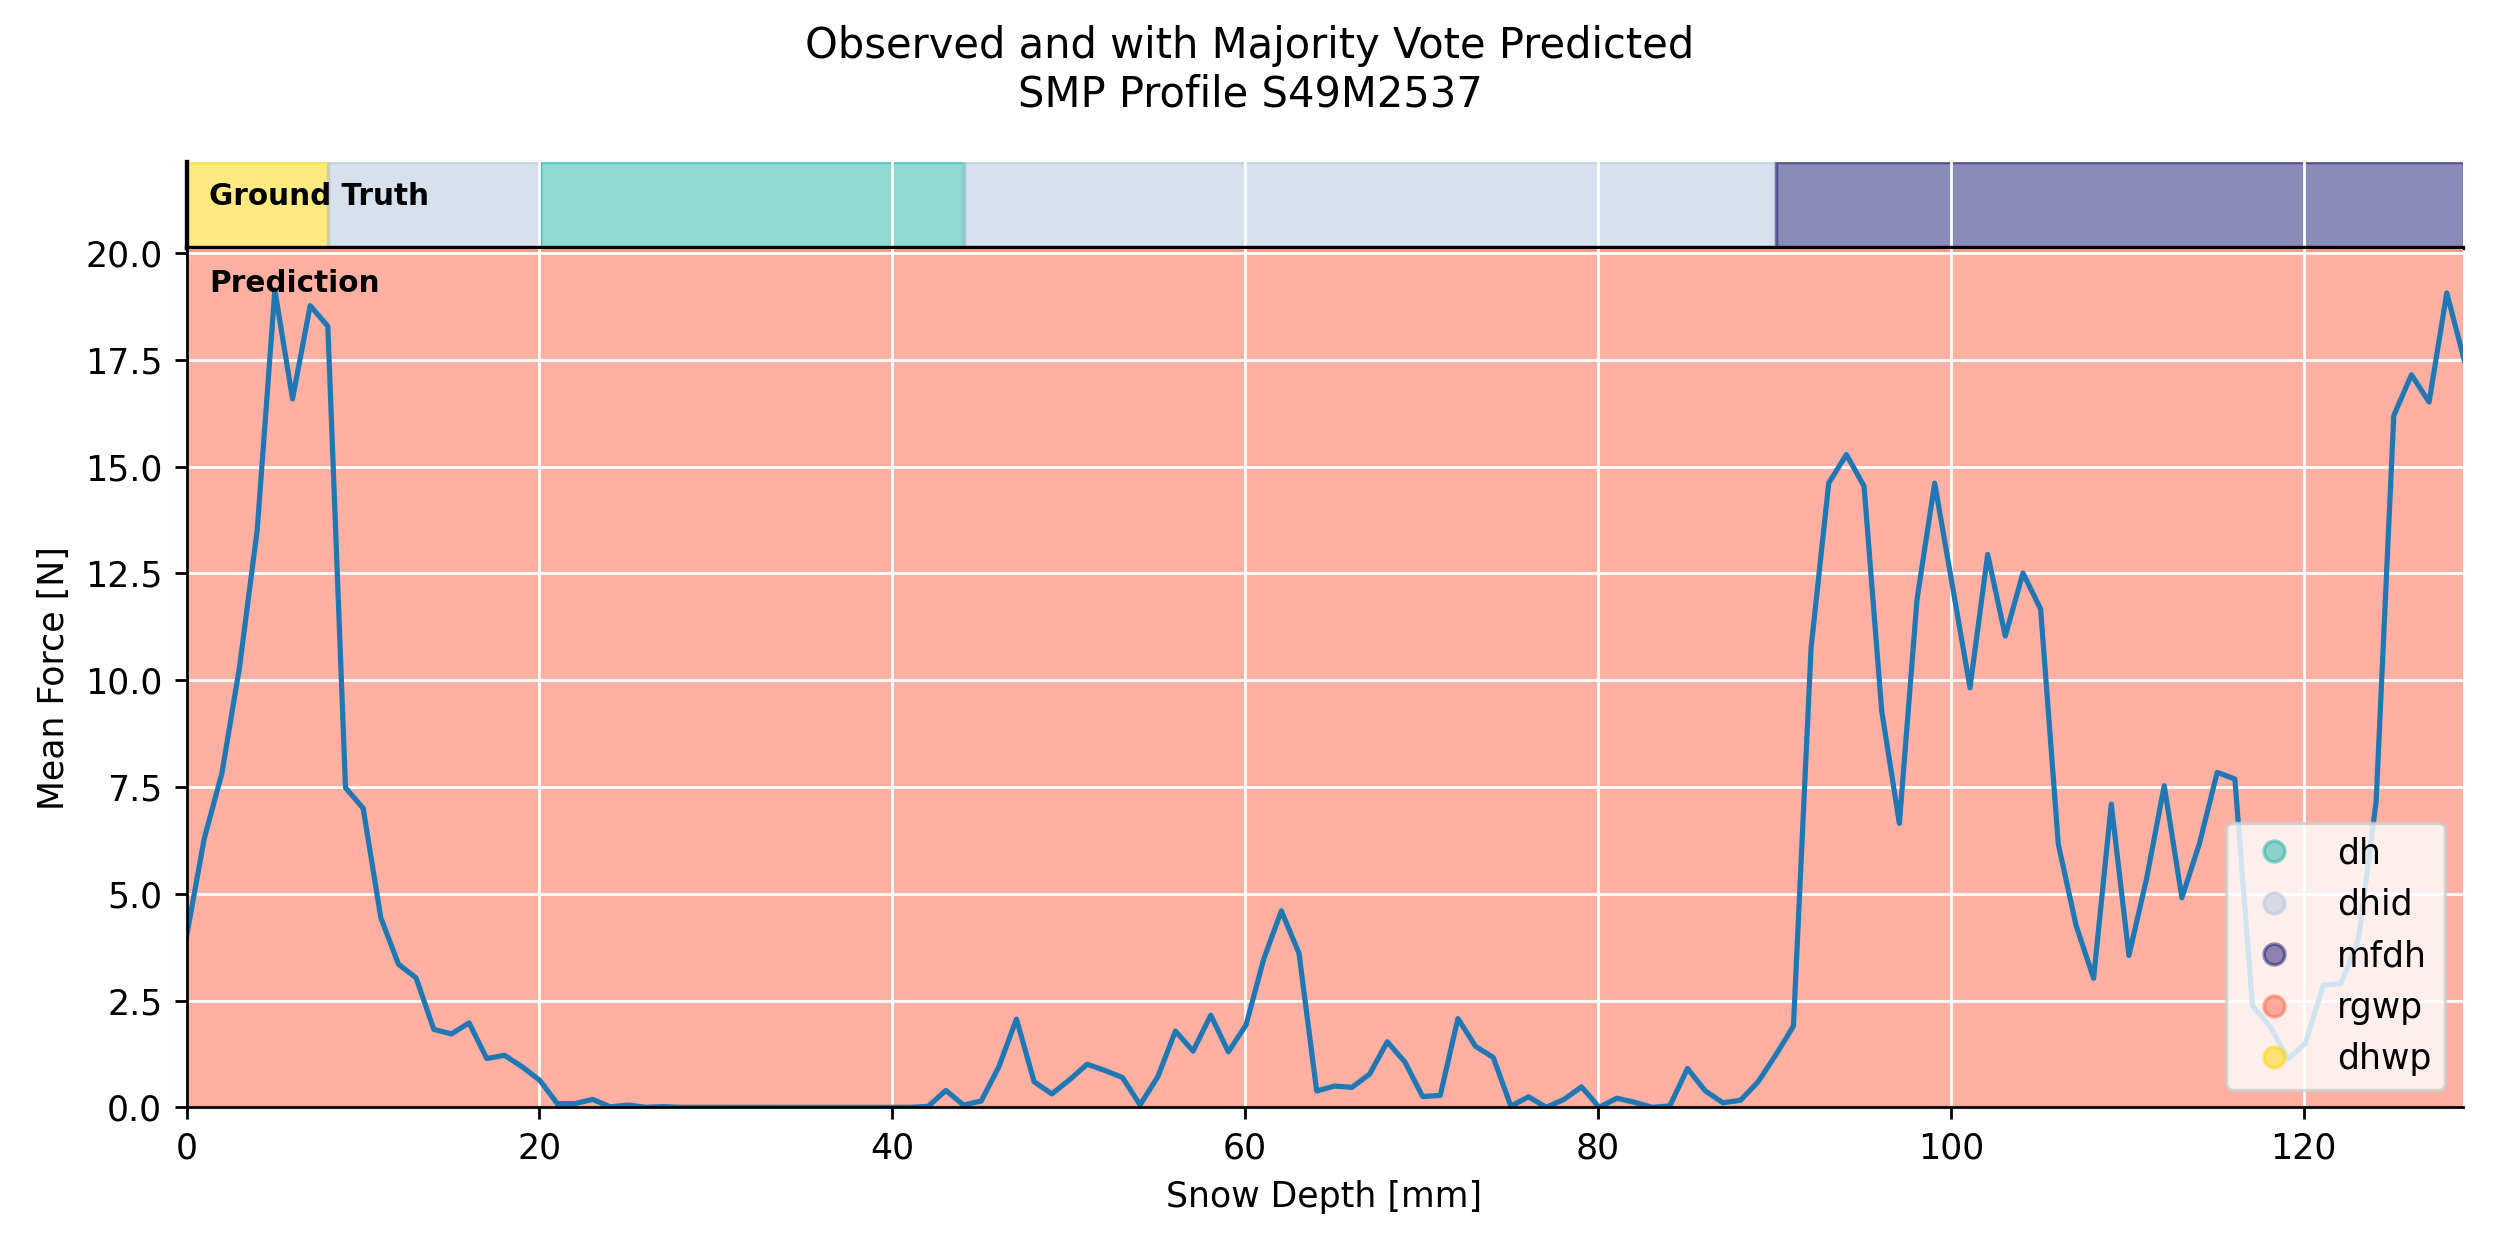 Observed and with Majority Vote Predicted
SMP Profile S49M2537
Ground Truth
Prediction
20.0
17.5
15.0
12.5
10.0
7.5
5.0
2.5
0.0
Mean Force [N]
dh
dhid
mfdh
rgwp
dhwp
0 20 40 60 80 100 120
Snow Depth [mm]